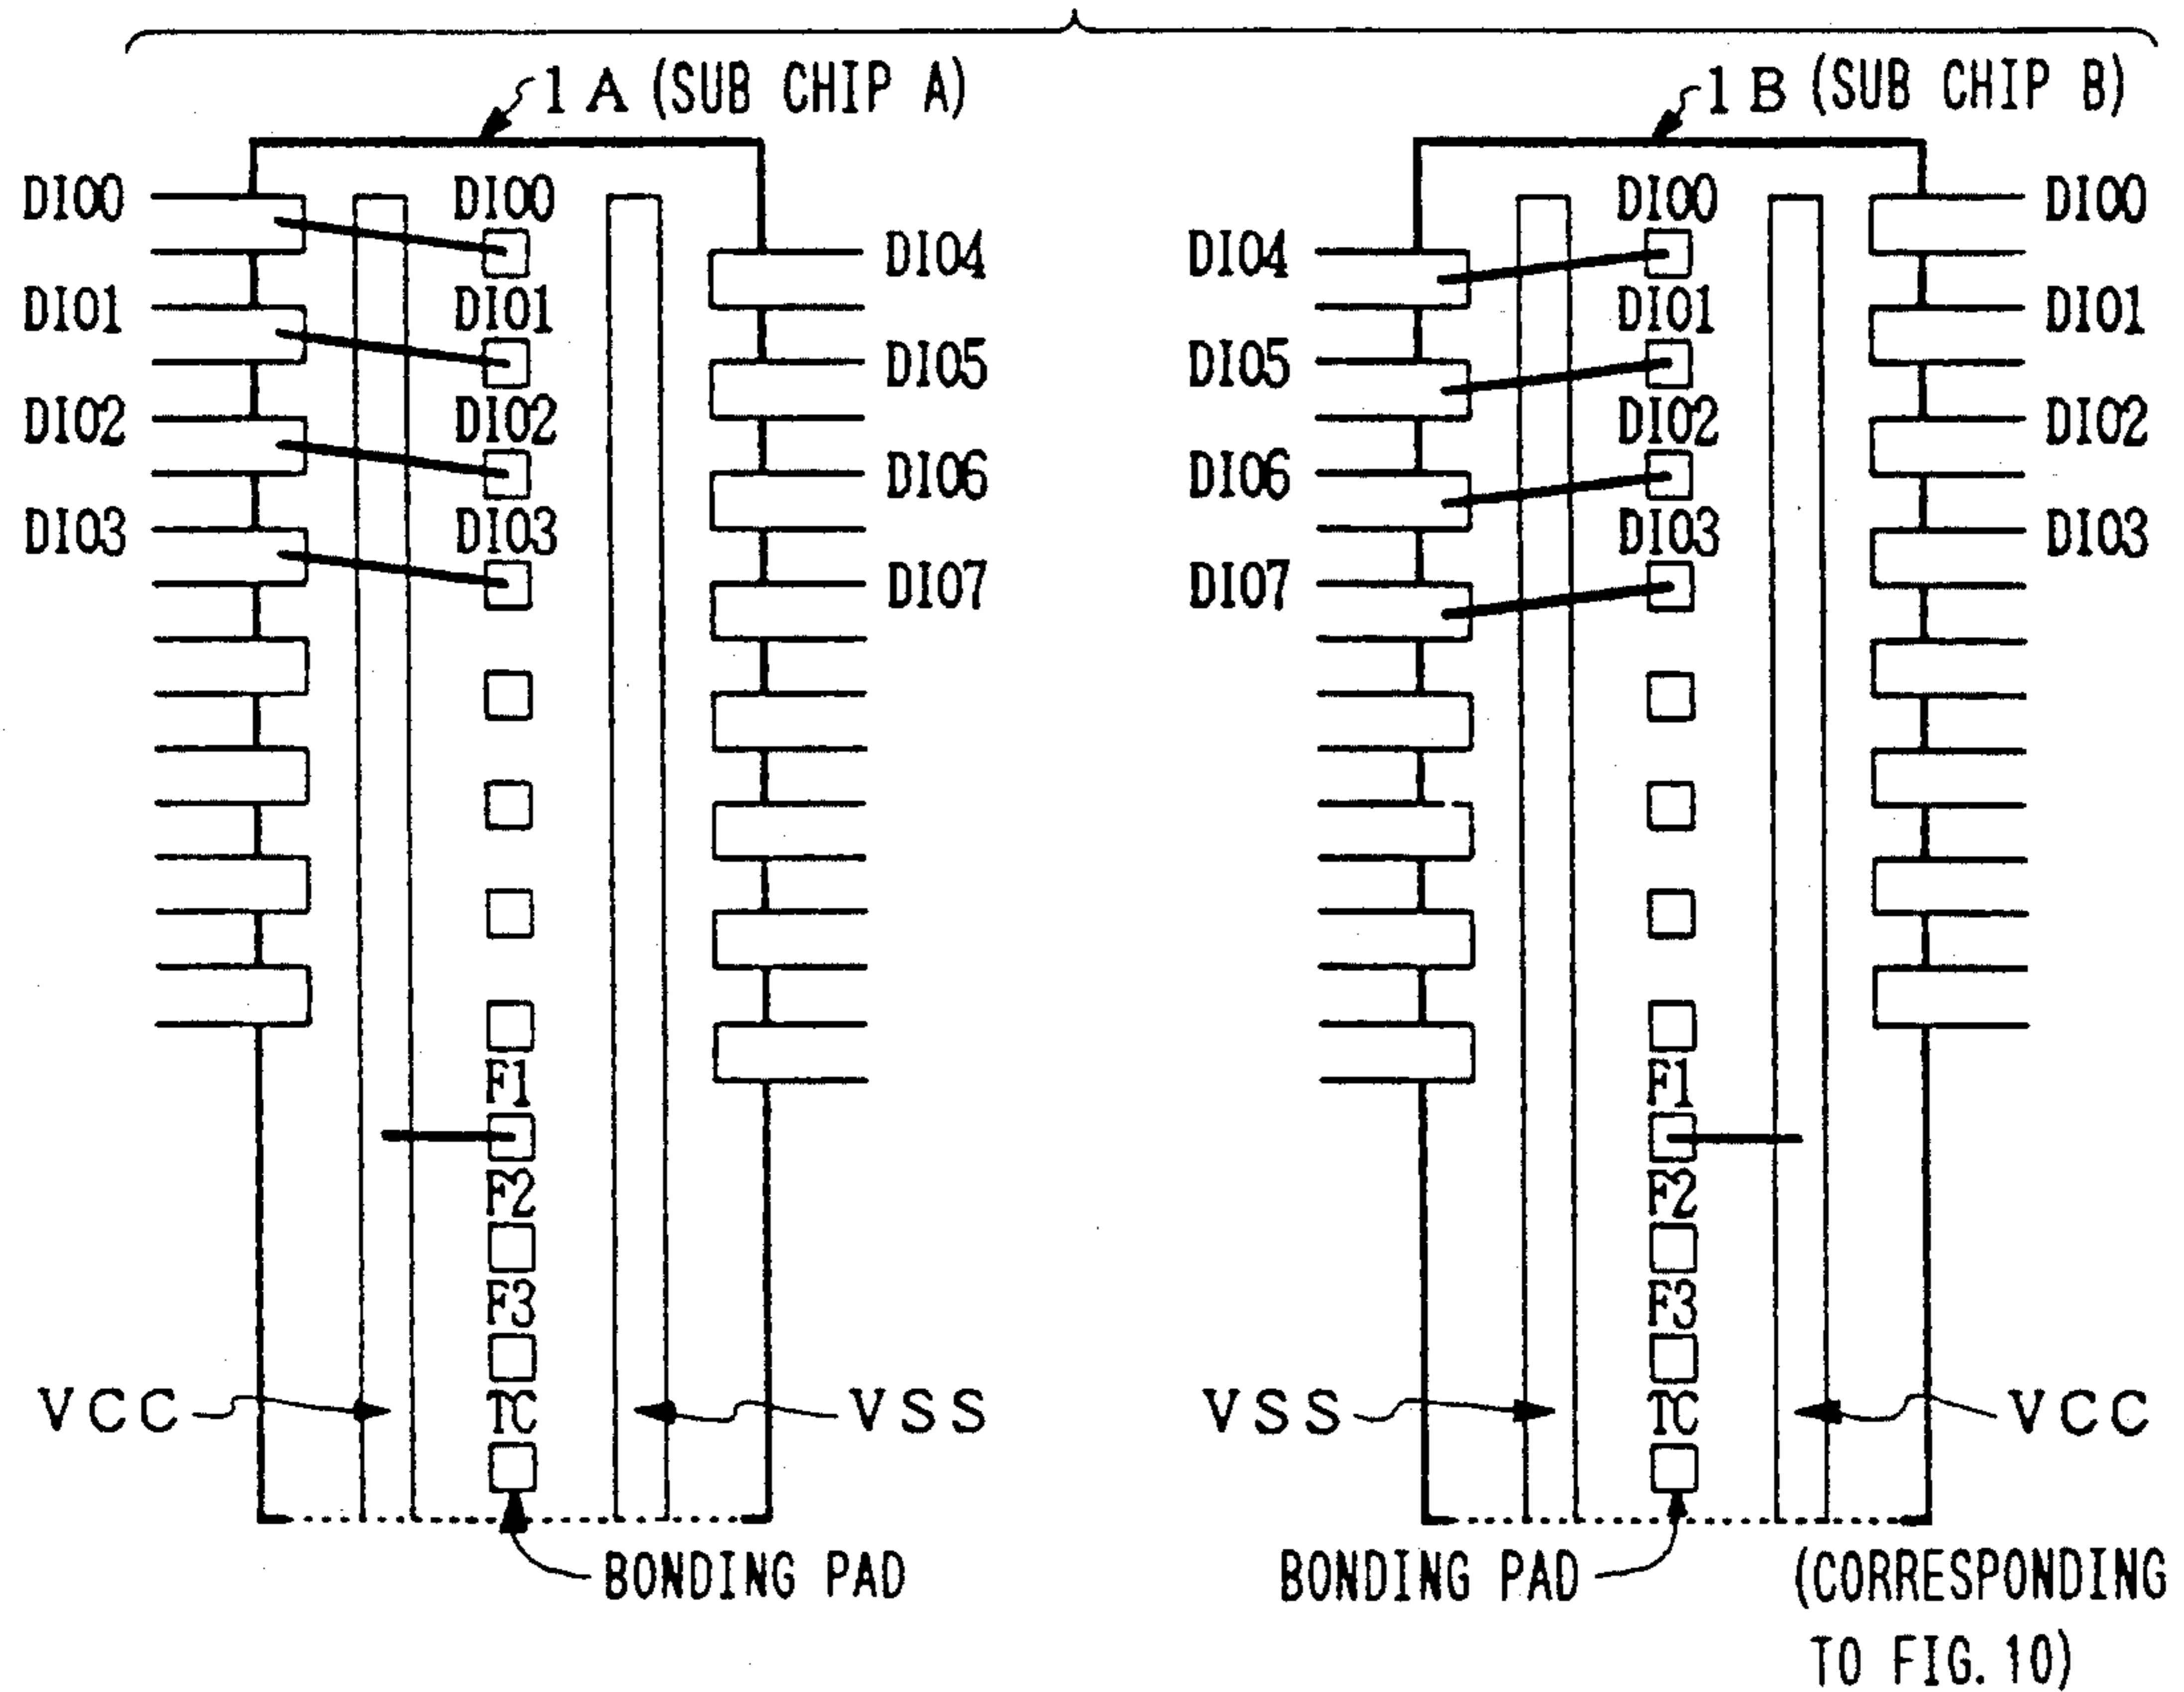 1A (SUB CHIP A)
DIO0
DIO1
DIO2
DIO3
DIO0
DIO1
DIO2
DIO3
DIO4
DIO5
DIO6
DIO7
F1
F2
F3
TC
VCC
VSS
BONDING PAD
1B (SUB CHIP B)
DIO4
DIO5
DIO6
DIO7
DIO0
DIO1
DIO2
DIO3
DIO0
DIO1
DIO2
DIO3
F1
F2
F3
TC
VSS
VCC
BONDING PAD
(CORRESPONDING
TO FIG. 10)